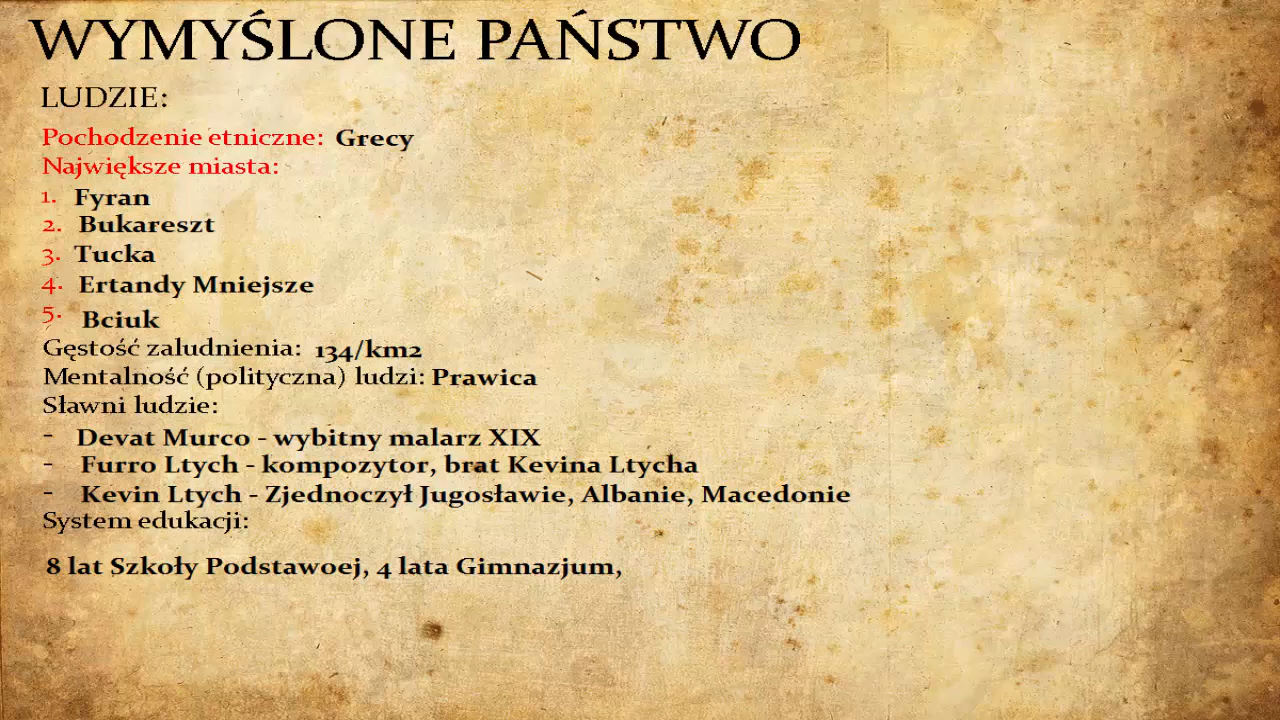 WYMYŚLONE PAŃSTWO
LUDZIE:
Pochodzenie etniczne: Grecy
Największe miasta:
1. Fyran
2. Bukareszt
3. Tucka
4. Ertandy Mniejsze
5. Bciuk
Gęstość zaludnienia: 134/km2
Mentalność (polityczna) ludzi: Prawica
Sławni ludzie:
- Devat Murco - wybitny malarz XIX
- Furro Ltych - kompozytor, brat Kevina Ltycha
- Kevin Ltych - Zjednoczył Jugosławie, Albanie, Macedonie
System edukacji:
8 lat Szkoły Podstawoej, 4 lata Gimnazjum,